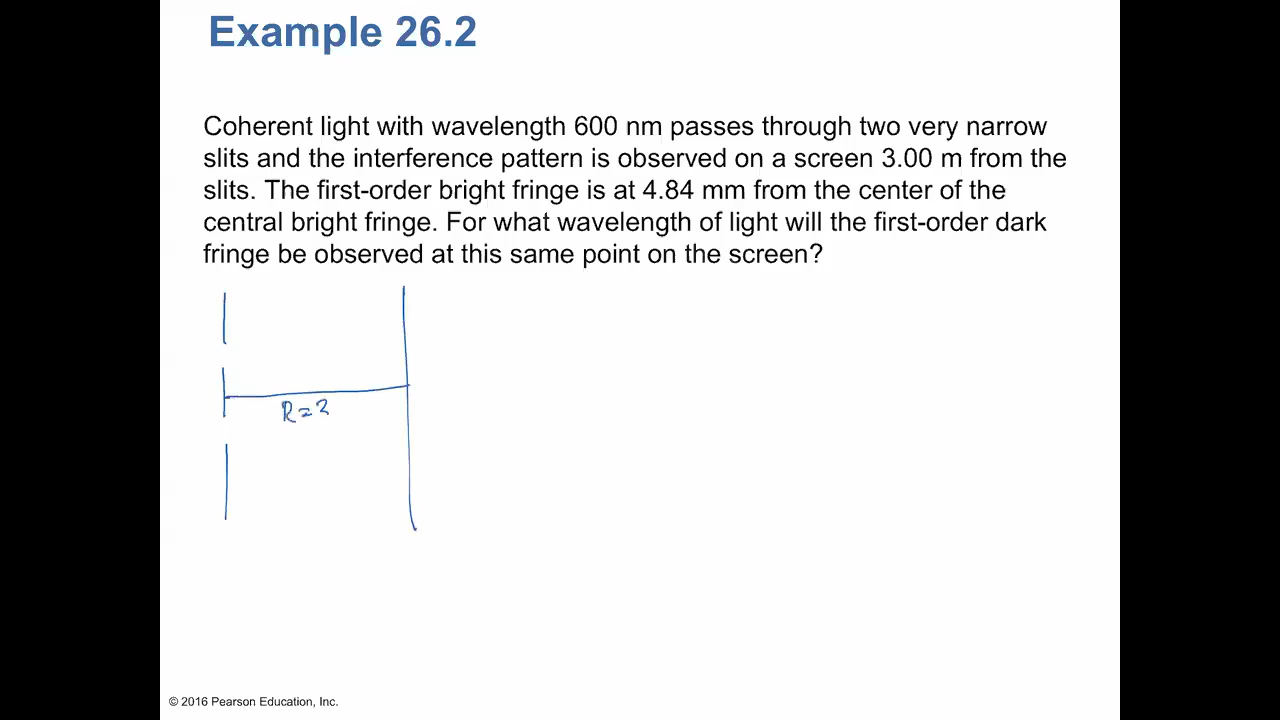 Example 26.2
Coherent light with wavelength 600 nm passes through two very narrow
slits and the interference pattern is observed on a screen 3.00 m from the
slits. The first-order bright fringe is at 4.84 mm from the center of the
central bright fringe. For what wavelength of light will the first-order dark
fringe be observed at this same point on the screen?
R=3
© 2016 Pearson Education, Inc.